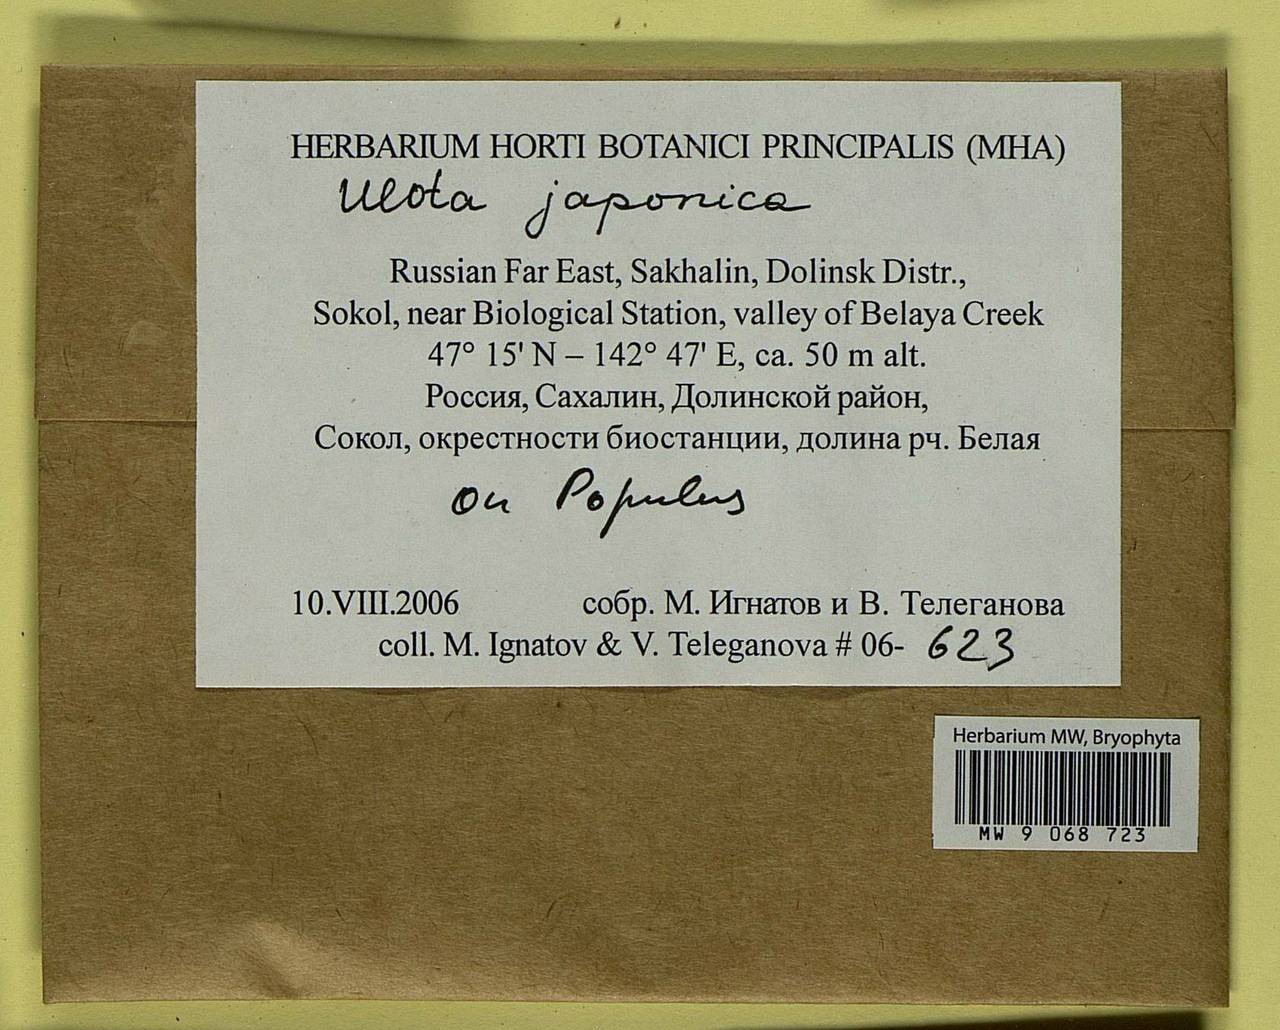 HERBARIUM HORTI BOTANICI PRINCIPALIS (MHA)
Ulota japonica
Russian Far East, Sakhalin, Dolinsk Distr.,
Sokol, near Biological Station, valley of Belaya Creek
47° 15' N – 142° 47' E, ca. 50 m alt.
Россия, Сахалин, Долинской район,
Сокол, окрестности биостанции, долина рч. Белая
on Populus
10.VIII.2006 собр. М. Игнатов и В. Телеганова
coll. M. Ignatov & V. Teleganova # 06- 623
Herbarium MW, Bryophyta
MW 9 068 723